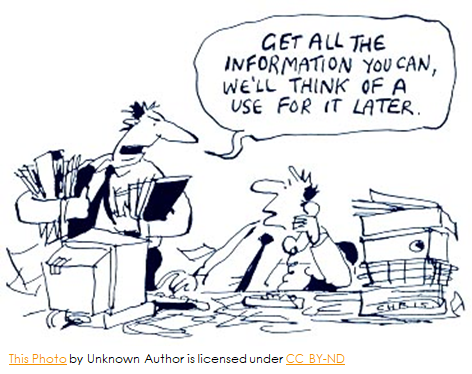 GET ALL THE
INFORMATION YOU CAN,
WE'LL THINK OF A
USE FOR IT LATER.
CHRIS
This Photo by Unknown Author is licensed under CC BY-ND